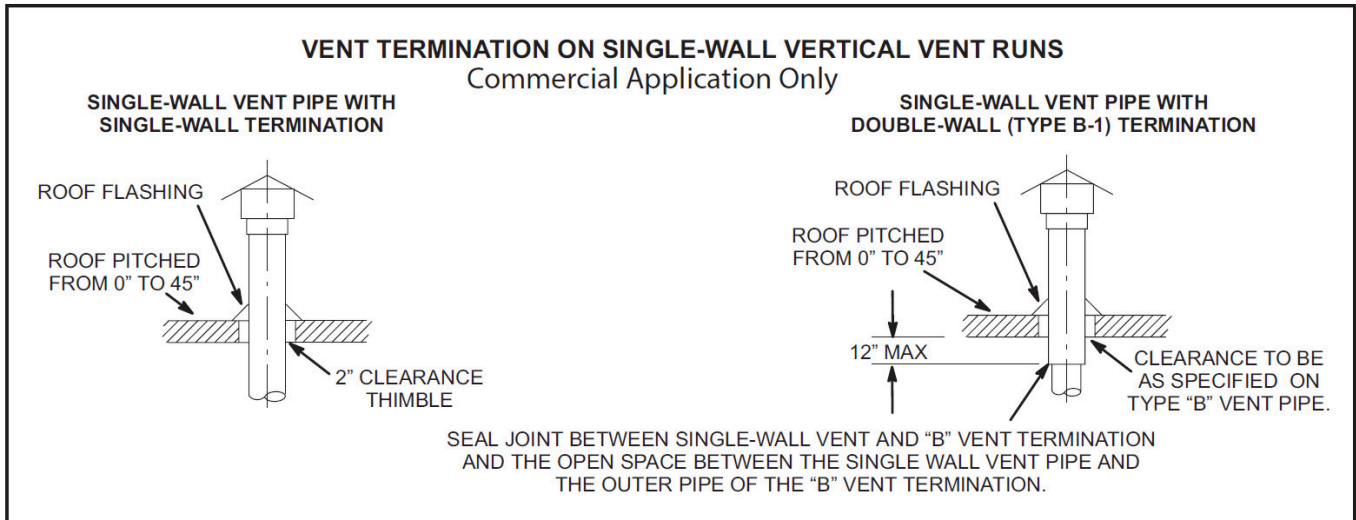 VENT TERMINATION ON SINGLE-WALL VERTICAL VENT RUNS
Commercial Application Only
SINGLE-WALL VENT PIPE WITH
SINGLE-WALL TERMINATION
ROOF FLASHING
ROOF PITCHED
FROM 0” TO 45”
2” CLEARANCE
THIMBLE
SINGLE-WALL VENT PIPE WITH
DOUBLE-WALL (TYPE B-1) TERMINATION
ROOF FLASHING
ROOF PITCHED
FROM 0” TO 45”
12” MAX
CLEARANCE TO BE
AS SPECIFIED ON
TYPE “B” VENT PIPE.
SEAL JOINT BETWEEN SINGLE-WALL VENT AND “B” VENT TERMINATION
AND THE OPEN SPACE BETWEEN THE SINGLE WALL VENT PIPE AND
THE OUTER PIPE OF THE “B” VENT TERMINATION.